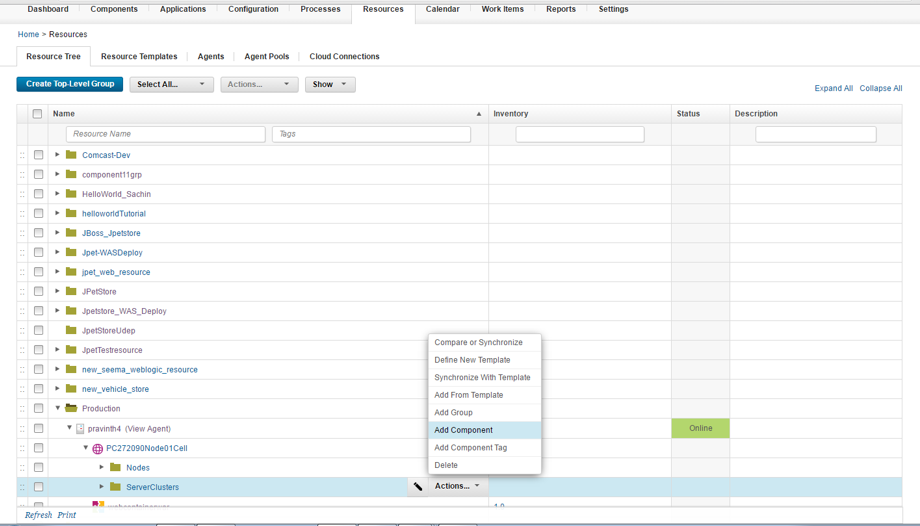 Dashboard Components Applications Configuration Processes Resources Calendar Work Items Reports Settings
Home > Resources
Resource Tree Resource Templates Agents Agent Pools Cloud Connections
Create Top-Level Group Select All... Actions... Show Expand All Collapse All
Name Inventory Status Description
Resource Name Tags
Comcast-Dev
component11grp
HelloWorld_Sachin
helloworldTutorial
JBoss_Jpetstore
Jpet-WASDeploy
jpet_web_resource
JPetStore
Jpetstore_WAS_Deploy
JpetStoreUdep
JpetTestresource
new_seema_weblogic_resource
new_vehicle_store
Production
pravinth4 (View Agent) Online
PC272090Node01Cell
Nodes
ServerClusters Actions...
Compare or Synchronize
Define New Template
Synchronize With Template
Add From Template
Add Group
Add Component
Add Component Tag
Delete
Refresh Print